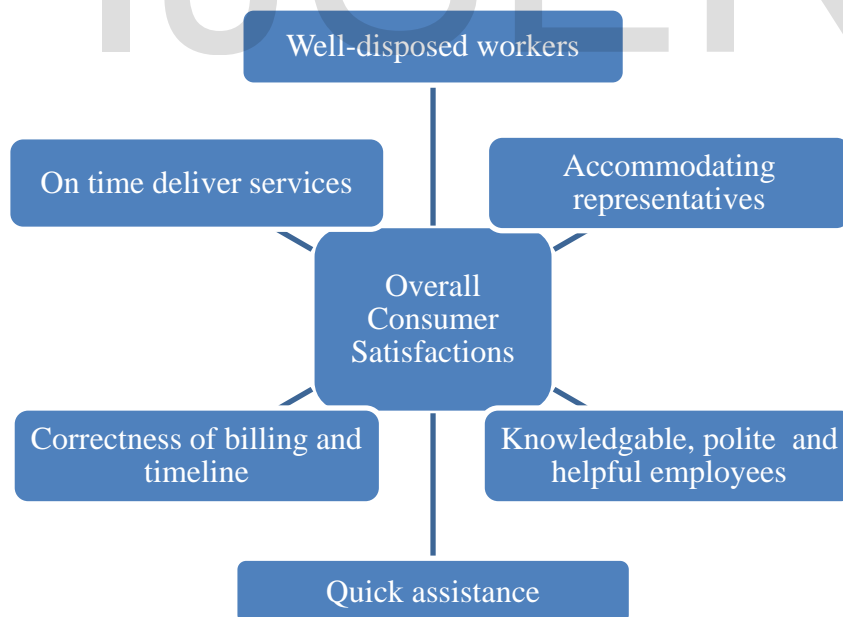 Well-disposed workers
On time deliver services
Accommodating
representatives
Overall
Consumer
Satisfactions
Correctness of billing and
timeline
Knowledgable, polite and
helpful employees
Quick assistance